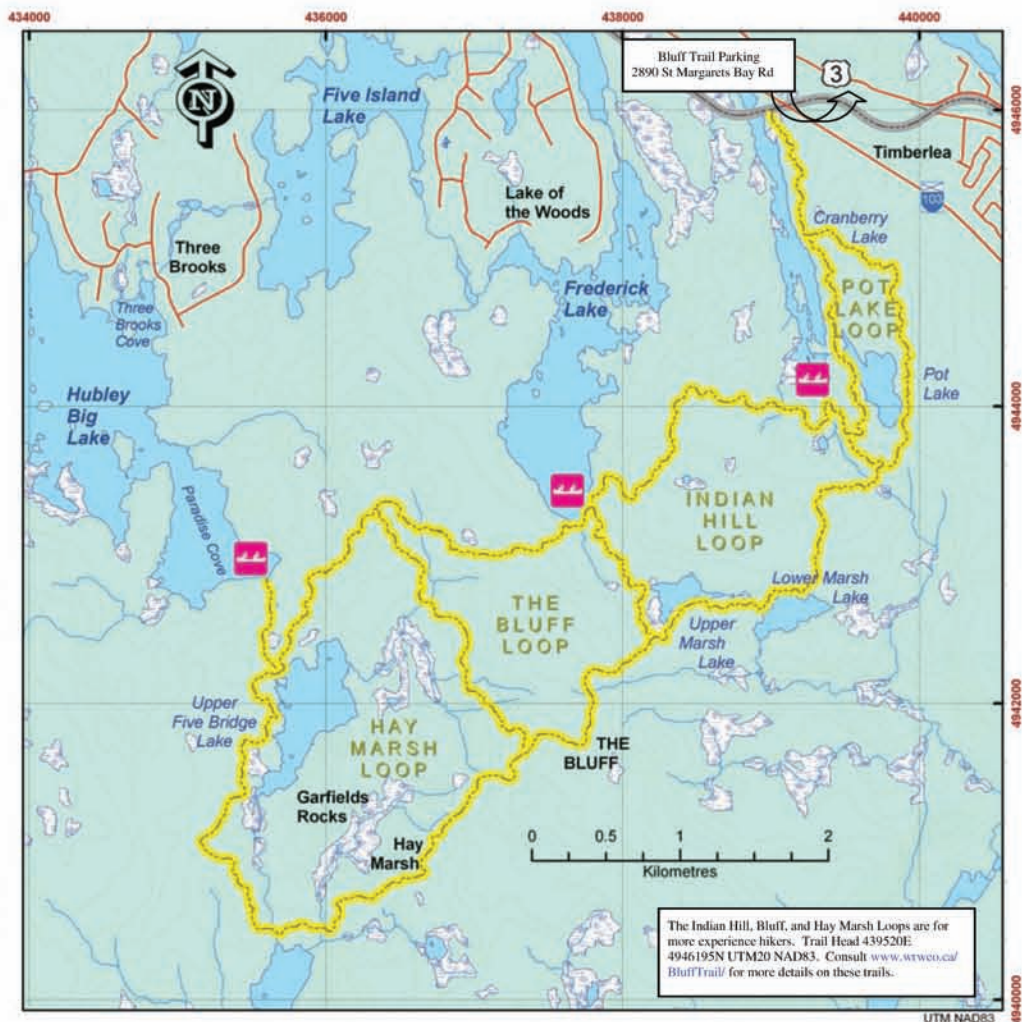 434000
436000
438000
440000
Bluff Trail Parking
2890 St Margarets Bay Rd
3
N
Five Island
Lake
4946000
Timberlea
103
Lake of
the Woods
Cranberry
Lake
Three
Brooks
POT
LAKE
LOOP
Frederick
Lake
Three
Brooks
Cove
Pot
Lake
Hubley
Big
Lake
4944000
Paradise Cove
INDIAN
HILL
LOOP
Lower Marsh
Lake
THE
BLUFF
LOOP
Upper
Marsh
Lake
Upper
Five Bridge
Lake
4942000
HAY
MARSH
LOOP
THE
BLUFF
Garfields
Rocks
Hay
Marsh
0 0.5 1 2
Kilometres
The Indian Hill, Bluff, and Hay Marsh Loops are for
more experience hikers. Trail Head 439520E
4946195N UTM20 NAD83. Consult www.wrweo.ca/
BluffTrail/ for more details on these trails.
4940000
UTM NAD83